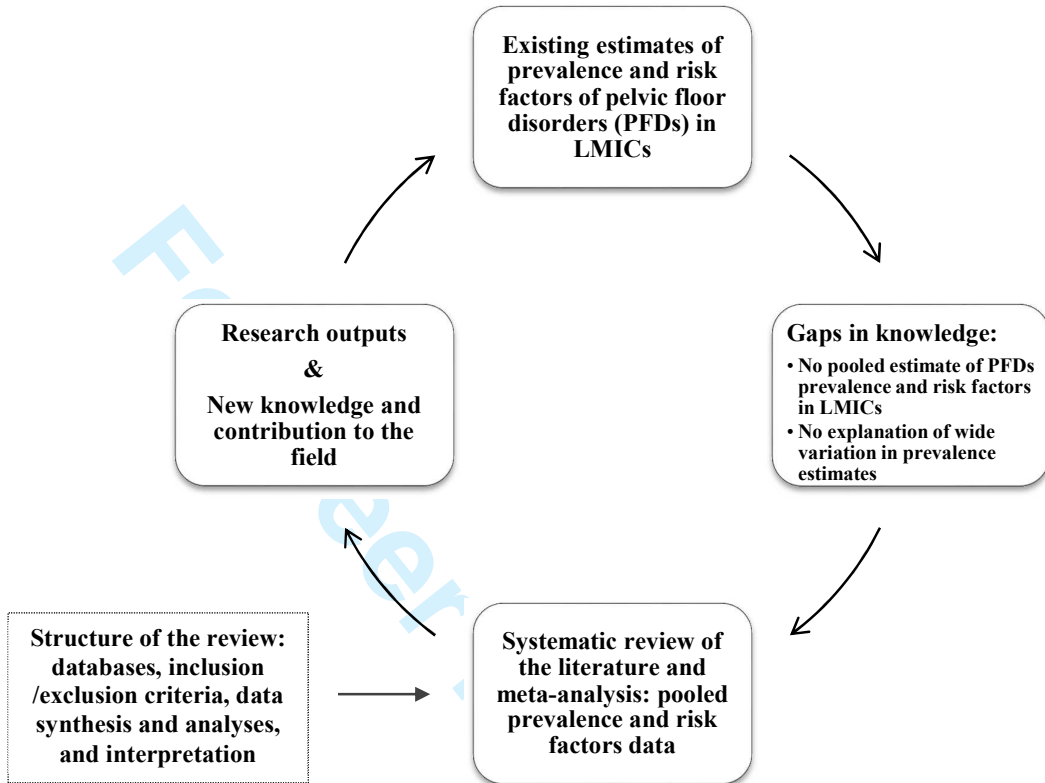 Existing estimates of
prevalence and risk
factors of pelvic floor
disorders (PFDs) in
LMICs
Gaps in knowledge:
• No pooled estimate of PFDs
prevalence and risk factors
in LMICs
• No explanation of wide
variation in prevalence
estimates
Systematic review of
the literature and
meta-analysis: pooled
prevalence and risk
factors data
Structure of the review:
databases, inclusion
/exclusion criteria, data
synthesis and analyses,
and interpretation
Research outputs
&
New knowledge and
contribution to the
field